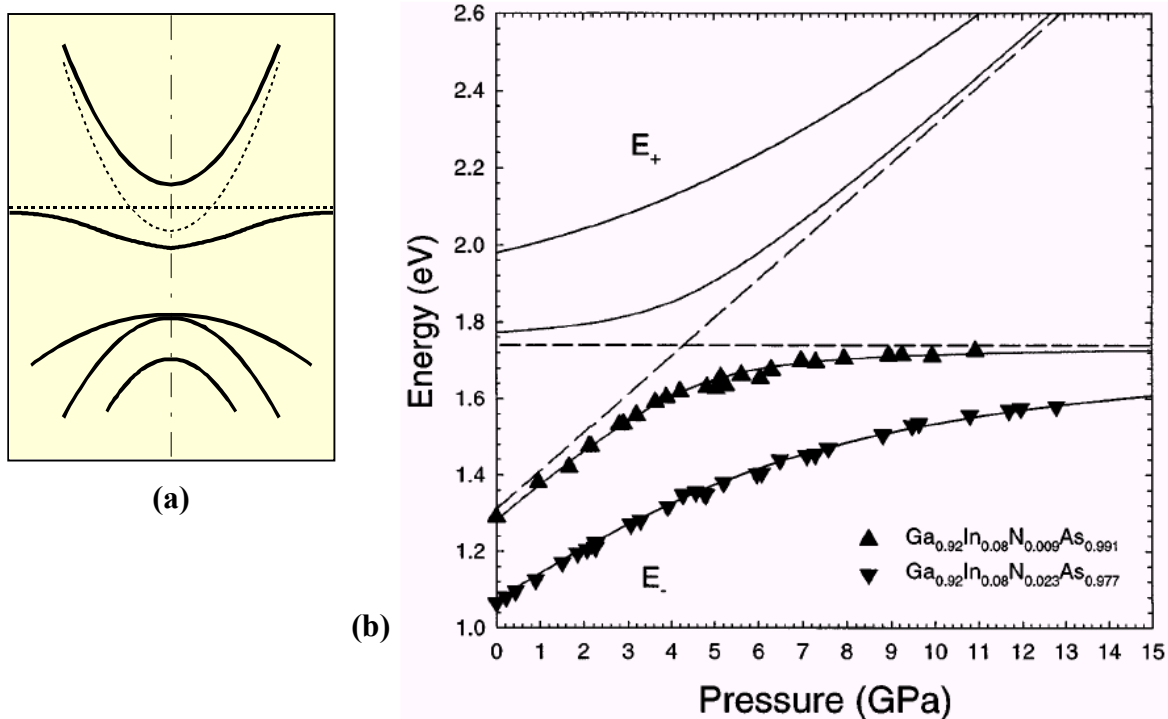 (a)
(b)
Energy (eV)
2.6
2.4
2.2
2.0
1.8
1.6
1.4
1.2
1.0
E+
E-
Ga0.92In0.08N0.009As0.991
Ga0.92In0.08N0.023As0.977
0 1 2 3 4 5 6 7 8 9 10 11 12 13 14 15
Pressure (GPa)